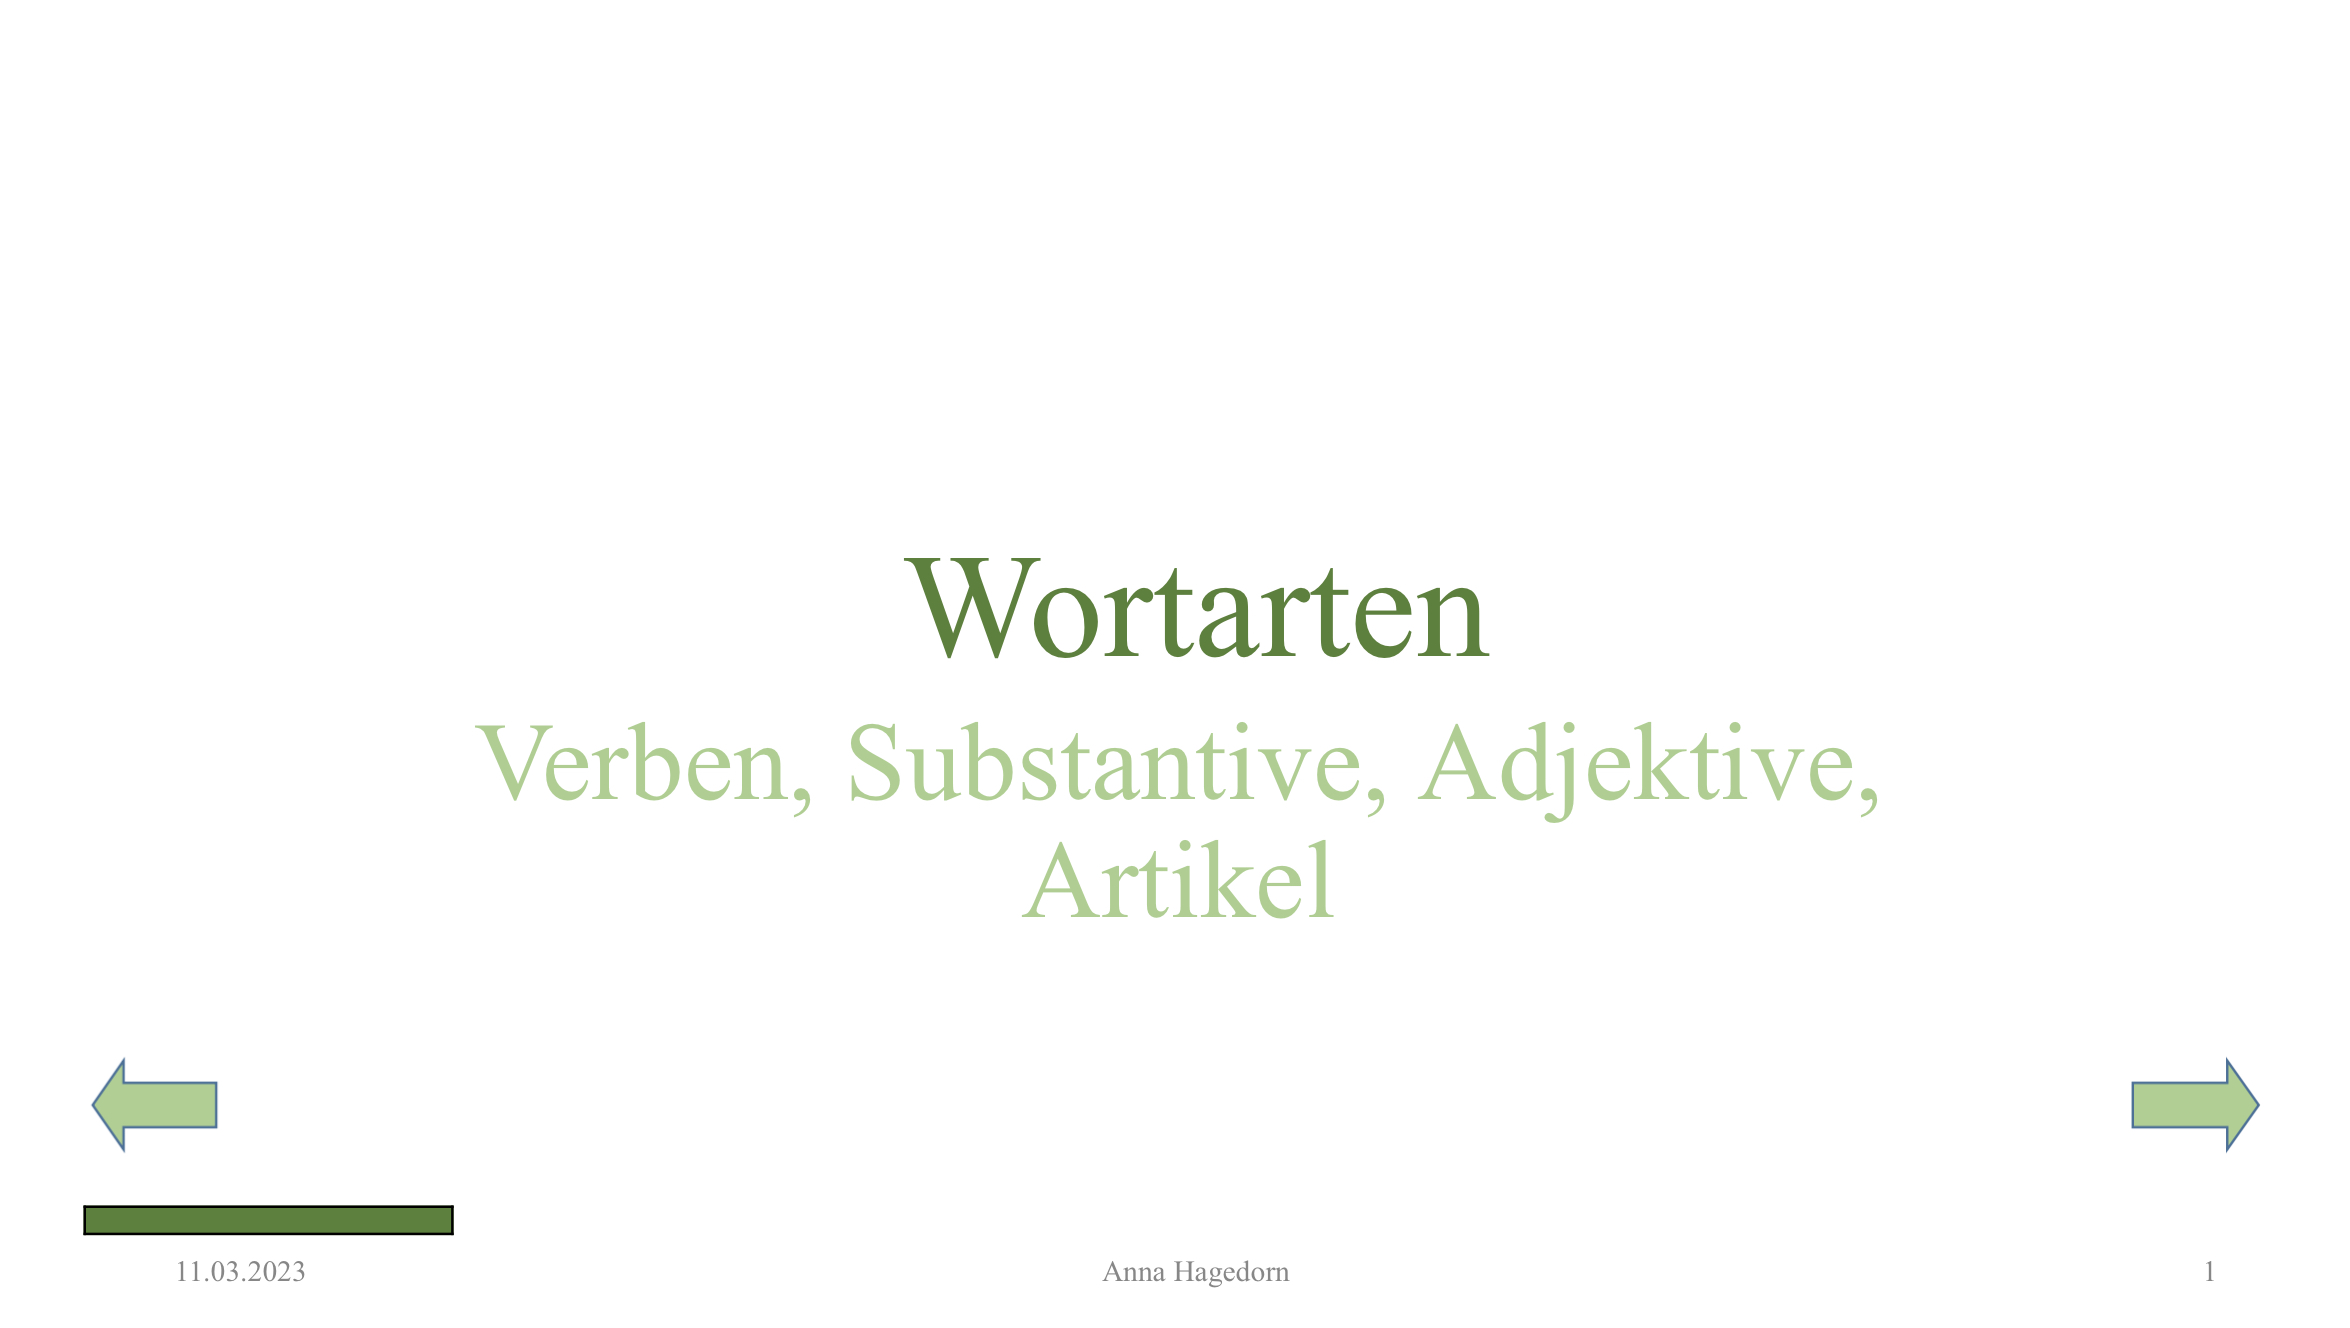 Wortarten
Verben, Substantive, Adjektive,
Artikel
11.03.2023
Anna Hagedorn
1